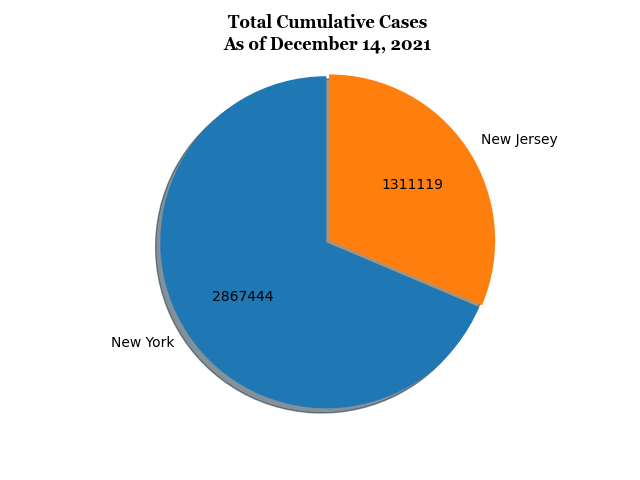 Total Cumulative Cases
As of December 14, 2021
New Jersey
1311119
2867444
New York